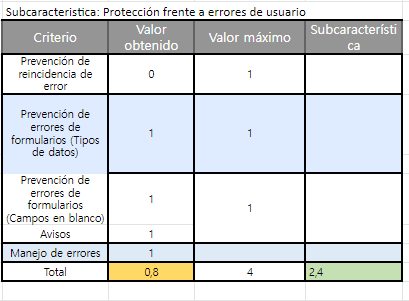 Subcaracteristica: Protección frente a errores de usuario
Criterio Valor obtenido Valor máximo Subcaracterística
Prevención de reincidencia de error 0 1
Prevención de errores de formularios (Tipos de datos) 1 1
Prevención de errores de formularios (Campos en blanco) 1 1
Avisos 1
Manejo de errores 1
Total 0,8 4 2,4